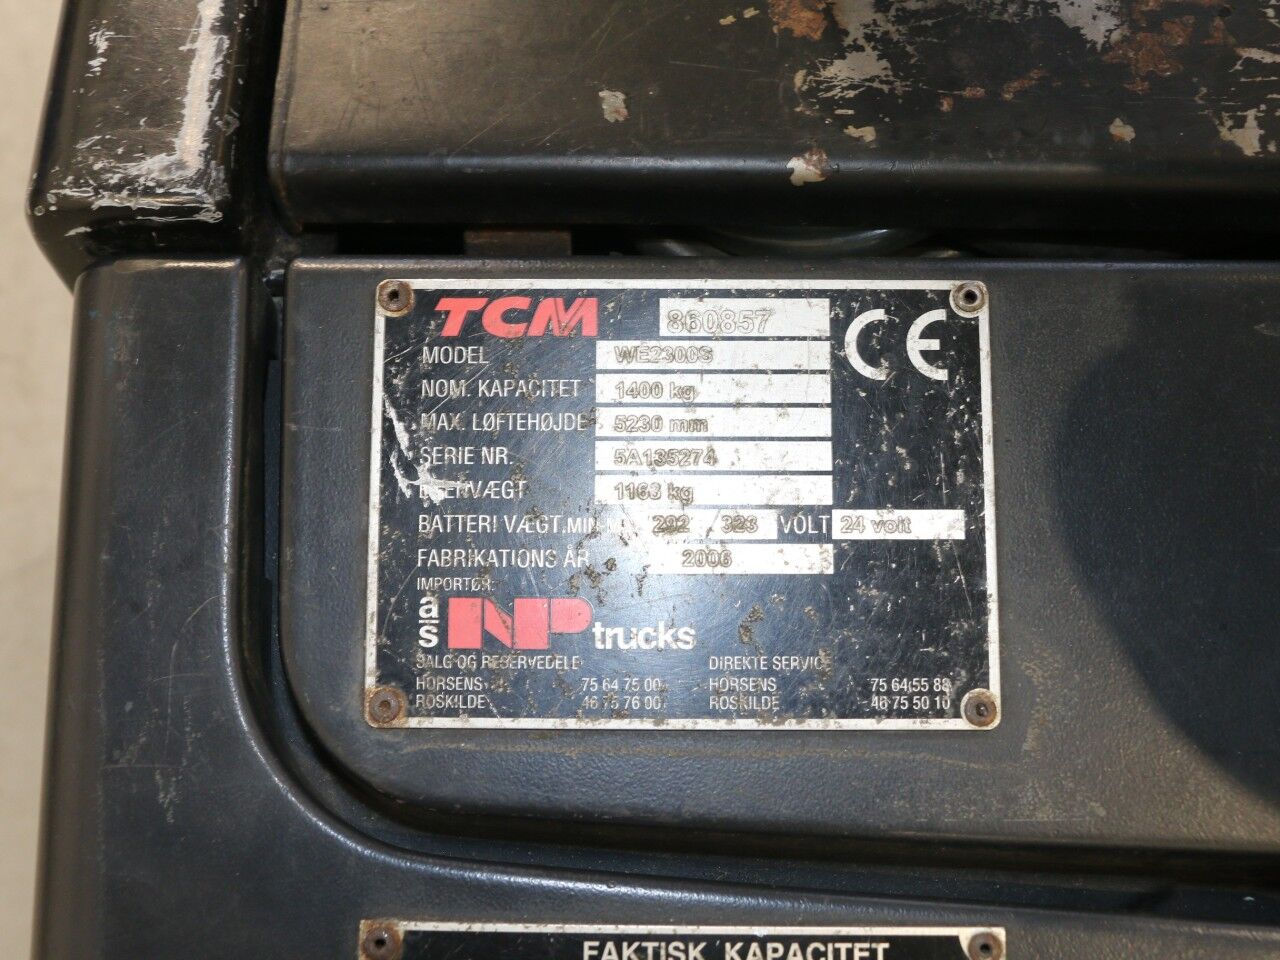 TCM 860857 CE
MODEL WE2300S
NOM. KAPACITET 1400 kg
MAX. LØFTEHØJDE 5230 mm
SERIE NR. 5A135274
1163 kg
BATTERI VÆGT.MIN 292 / 323 VOLT 24 volt
FABRIKATIONS ÅR 2006
IMPORTØR:
a/s NP trucks
SALG OG RESERVEDELE DIREKTE SERVICE
HORSENS 75 64 75 00 HORSENS 75 64 55 88
ROSKILDE 46 75 76 00 ROSKILDE 46 75 50 10
FAKTISK KAPACITET